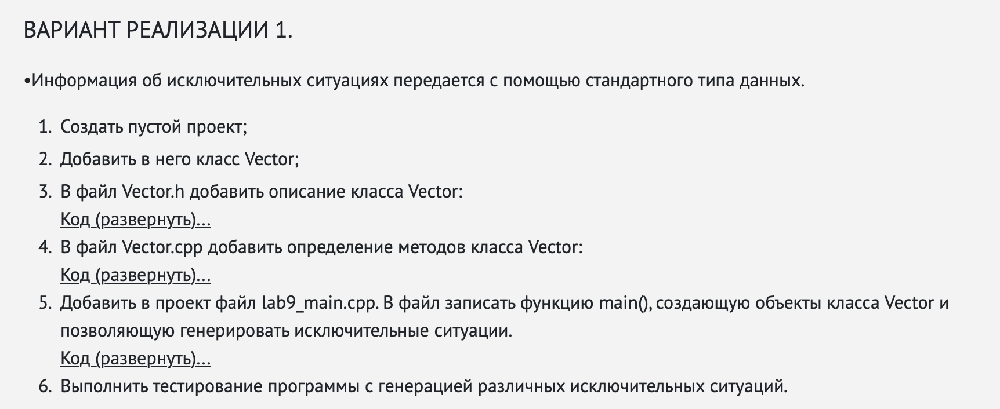 ВАРИАНТ РЕАЛИЗАЦИИ 1.
•Информация об исключительных ситуациях передается с помощью стандартного типа данных.
1. Создать пустой проект;
2. Добавить в него класс Vector;
3. В файл Vector.h добавить описание класса Vector:
Код (развернуть)...
4. В файл Vector.cpp добавить определение методов класса Vector:
Код (развернуть)...
5. Добавить в проект файл lab9_main.cpp. В файл записать функцию main(), создающую объекты класса Vector и
позволяющую генерировать исключительные ситуации.
Код (развернуть)...
6. Выполнить тестирование программы с генерацией различных исключительных ситуаций.